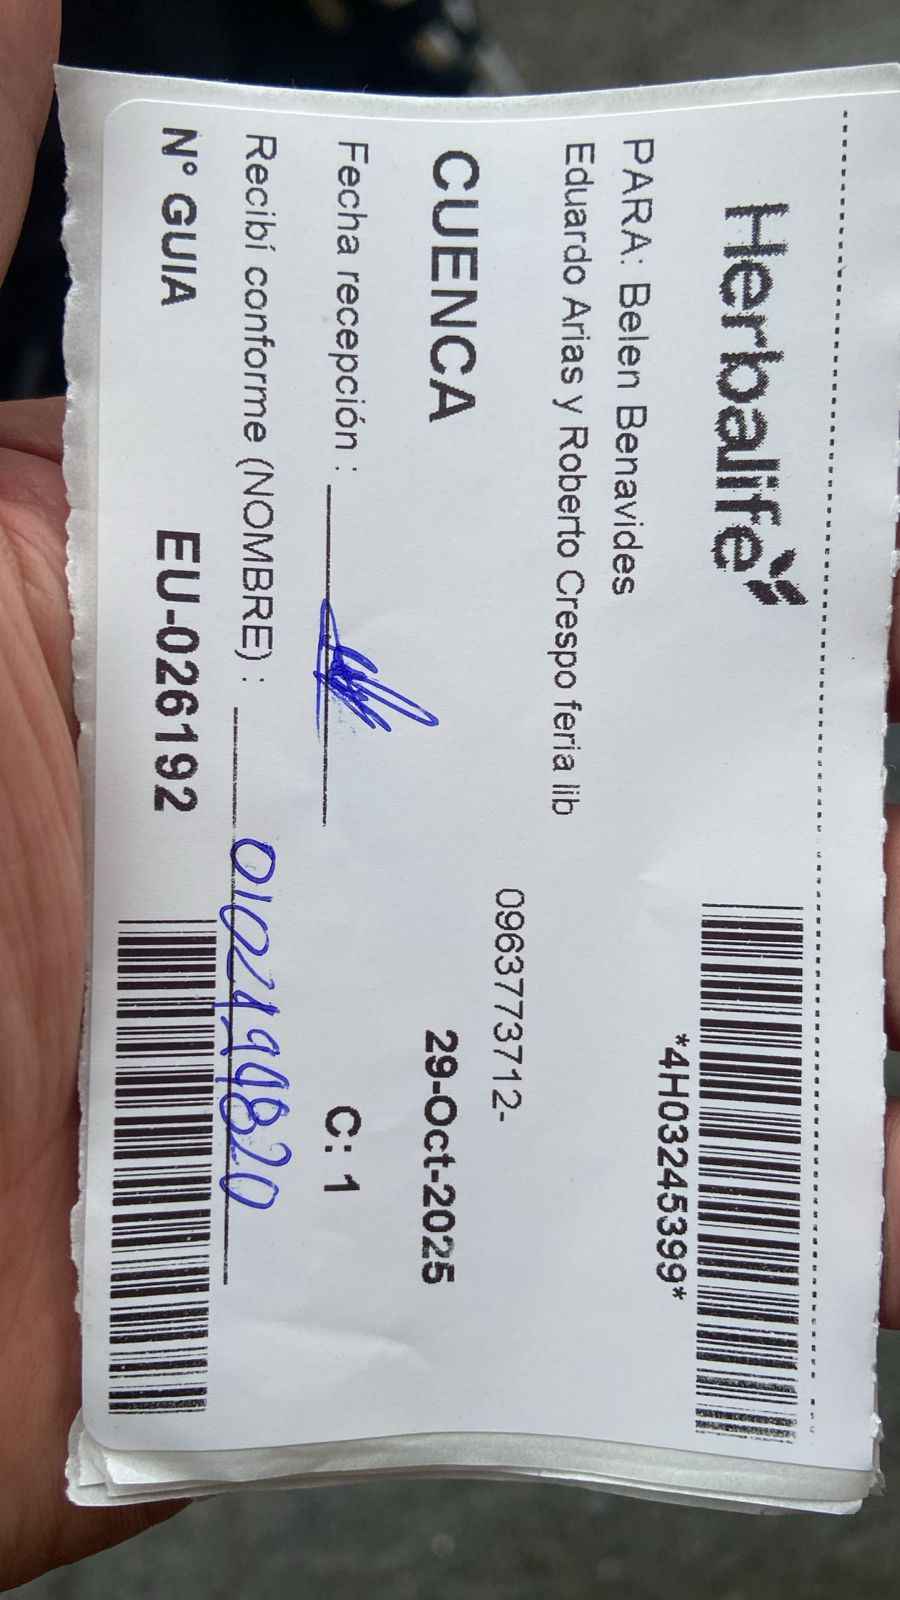 Herbalife
*4H03245399*
PARA: Belen Benavides
Eduardo Arias y Roberto Crespo feria lib
0963773712-
CUENCA 29-Oct-2025
Fecha recepción : C: 1
Recibí conforme (NOMBRE) : 0102494820
N° GUIA EU-026192